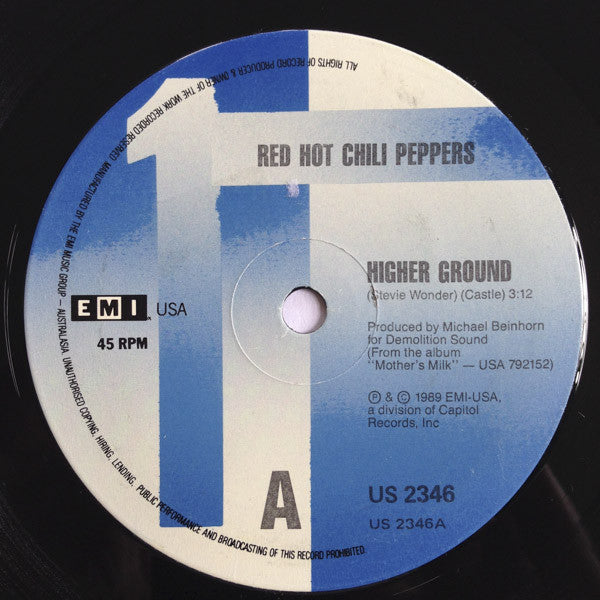 ALL RIGHTS OF RECORD PRODUCER & OWNER OF THE WORK RECORDED RESERVED. MANUFACTURED BY THE EMI MUSIC GROUP — AUSTRALASIA. UNAUTHORISED COPYING, HIRING, LENDING, PUBLIC PERFORMANCE AND BROADCASTING OF THIS RECORD PROHIBITED.
1
RED HOT CHILI PEPPERS
HIGHER GROUND
(Stevie Wonder) (Castle) 3:12
EMI USA
45 RPM
Produced by Michael Beinhorn
for Demolition Sound
(From the album
"Mother's Milk" — USA 792152)
Ⓟ & © 1989 EMI-USA,
a division of Capitol
Records, Inc
A
US 2346
US 2346A